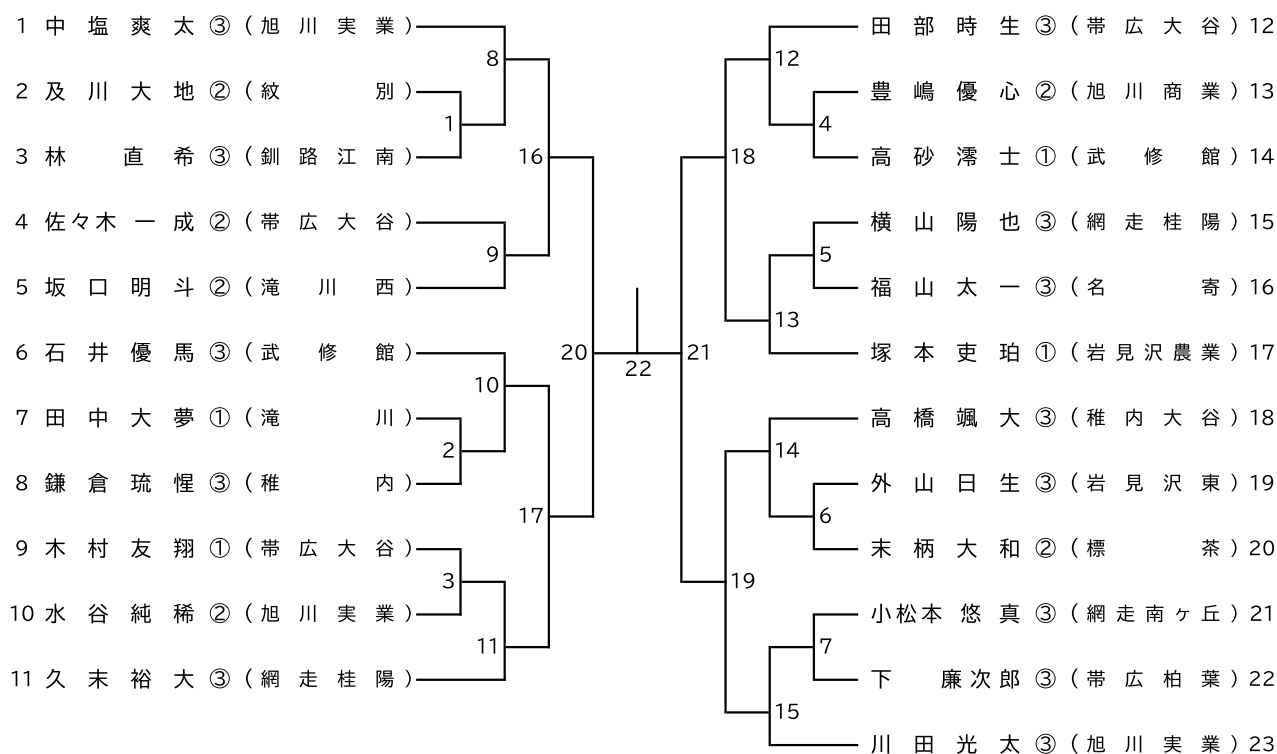 1 中塩爽太③（旭川実業）
2 及川大地②（紋別）
3 林直希③（釧路江南）
4 佐々木一成②（帯広大谷）
5 坂口明斗②（滝川西）
6 石井優馬③（武修館）
7 田中大夢①（滝川）
8 鎌倉琉惺③（稚内）
9 木村友翔①（帯広大谷）
10 水谷純稀②（旭川実業）
11 久末裕大③（網走桂陽）
8
1
16
9
10
2
17
3
11
20
22
21
田部時生③（帯広大谷）12
豊嶋優心②（旭川商業）13
高砂澪士①（武修館）14
横山陽也③（網走桂陽）15
福山太一③（名寄）16
塚本吏珀①（岩見沢農業）17
高橋颯大③（稚内大谷）18
外山日生③（岩見沢東）19
末柄大和②（標茶）20
小松本悠真③（網走南ヶ丘）21
下廉次郎③（帯広柏葉）22
川田光太③（旭川実業）23
12
4
18
5
13
14
6
19
7
15